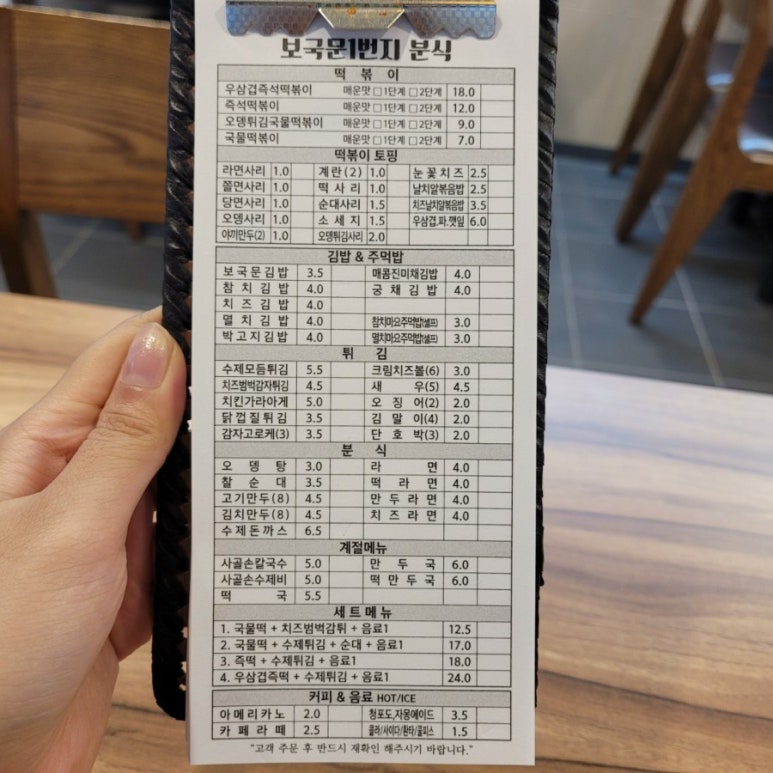 보국문1번지 분식
떡 볶 이
우삼겹즉석떡볶이 매운맛 □1단계 □2단계 18.0
즉석떡볶이 매운맛 □1단계 □2단계 12.0
오뎅튀김국물떡볶이 매운맛 □1단계 □2단계 9.0
국물떡볶이 매운맛 □1단계 □2단계 7.0
떡볶이 토핑
라면사리 1.0 계란(2) 1.0 눈꽃치즈 2.5
쫄면사리 1.0 떡사리 1.0 날치알볶음밥 2.5
당면사리 1.0 순대사리 1.5 치즈날치알볶음밥 3.5
오뎅사리 1.0 소세지 1.5 우삼겹.파.깻잎 6.0
야끼만두(2) 1.0 오뎅튀김사리 2.0
김밥 & 주먹밥
보국문김밥 3.5 매콤진미채김밥 4.0
참치김밥 4.0 궁채김밥 4.0
치즈김밥 4.0
멸치김밥 4.0 참치마요주먹밥(셀프) 3.0
박고지김밥 4.0 멸치마요주먹밥(셀프) 3.0
튀 김
수제모듬튀김 5.5 크림치즈볼(6) 3.0
치즈범벅감자튀김 4.5 새우(5) 4.5
치킨가라아게 5.0 오징어(2) 2.0
닭껍질튀김 3.5 김말이(4) 2.0
감자고로케(3) 3.5 단호박(3) 2.0
분 식
오뎅탕 3.0 라면 4.0
찰순대 3.5 떡라면 4.0
고기만두(8) 4.5 만두라면 4.0
김치만두(8) 4.5 치즈라면 4.0
수제돈까스 6.5
계절메뉴
사골손칼국수 5.0 만두국 6.0
사골손수제비 5.0 떡만두국 6.0
떡국 5.5
세트메뉴
1. 국물떡 + 치즈범벅감튀 + 음료1 12.5
2. 국물떡 + 수제튀김 + 순대 + 음료1 17.0
3. 즉떡 + 수제튀김 + 음료1 18.0
4. 우삼겹즉떡 + 수제튀김 + 음료1 24.0
커피 & 음료 HOT/ICE
아메리카노 2.0 청포도,자몽에이드 3.5
카페라떼 2.5 콜라/사이다/환타/쿨피스 1.5
"고객 주문 후 반드시 재확인 해주시기 바랍니다."